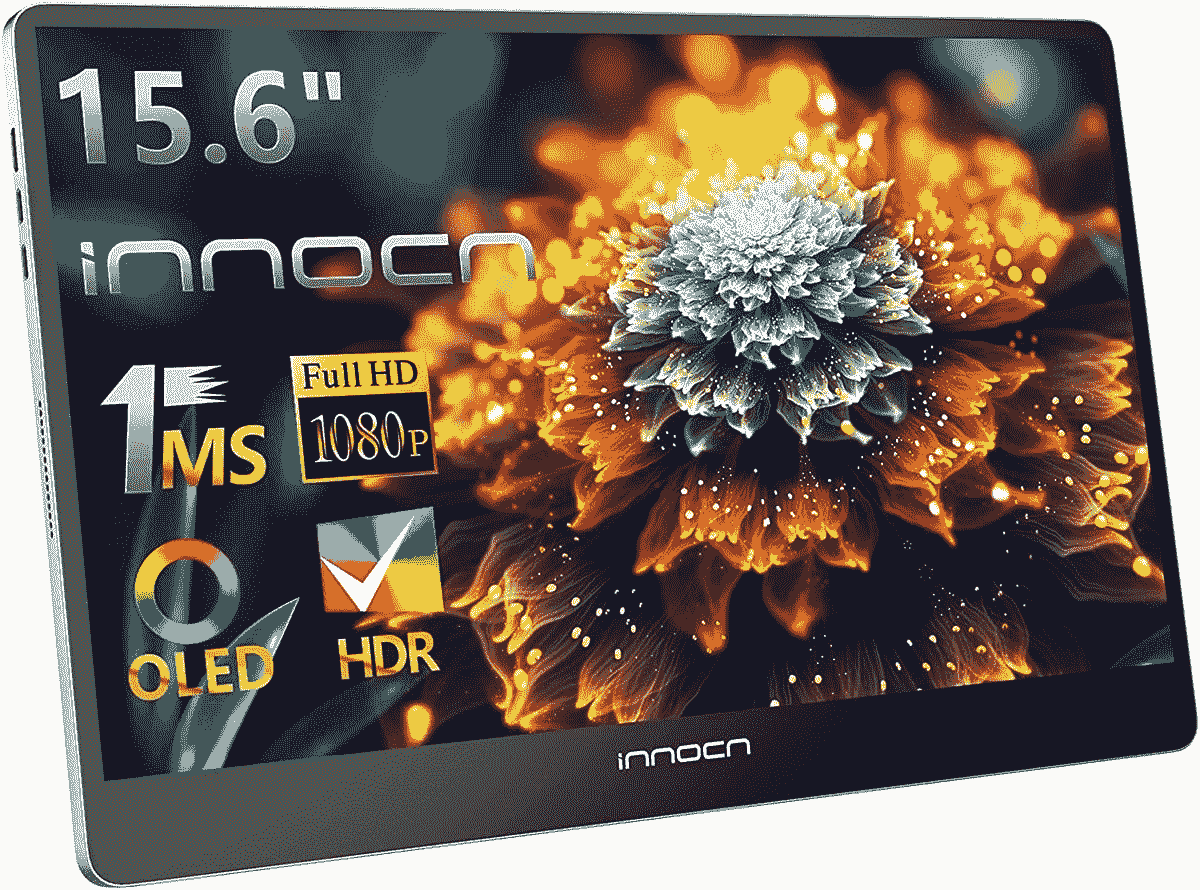 15.6"
innocn
1MS
Full HD
1080P
OLED
HDR
innocn